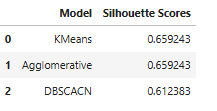 Model Silhouette Scores
0 KMeans 0.659243
1 Agglomerative 0.659243
2 DBSCACN 0.612383